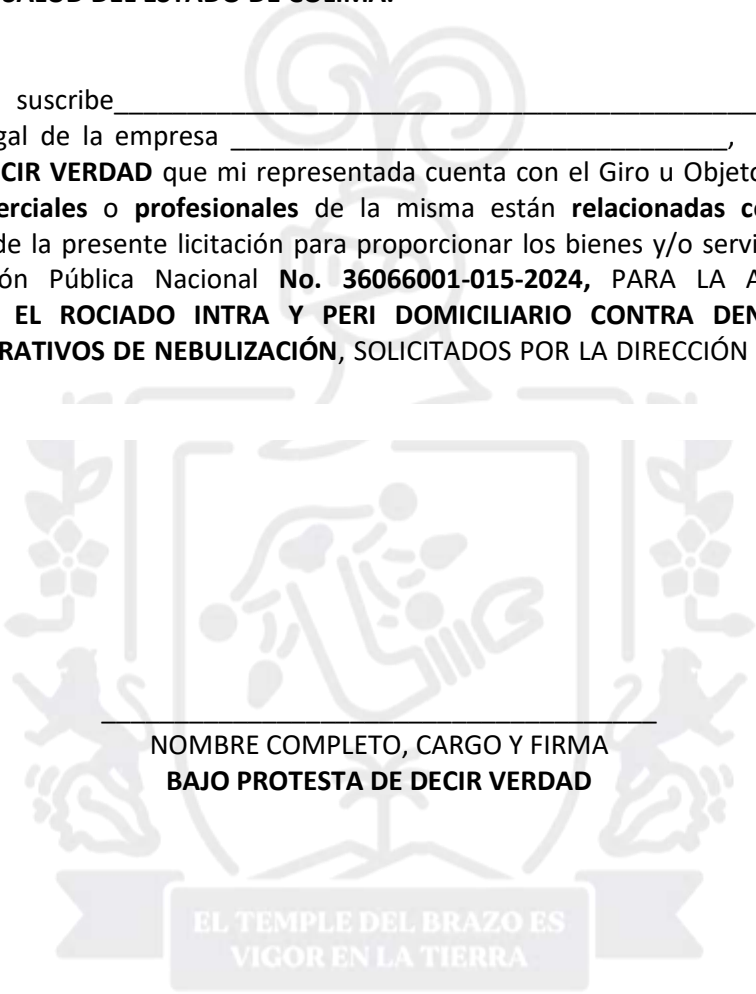 SALUD DEL ESTADO DE COLIMA.
suscribe___________________________________________
gal de la empresa __________________________________,
CIR VERDAD que mi representada cuenta con el Giro u Objeto
erciales o profesionales de la misma están relacionadas c
de la presente licitación para proporcionar los bienes y/o servi
ón Pública Nacional No. 36066001-015-2024, PARA LA A
EL ROCIADO INTRA Y PERI DOMICILIARIO CONTRA DEN
RATIVOS DE NEBULIZACIÓN, SOLICITADOS POR LA DIRECCIÓN
______________________________________
NOMBRE COMPLETO, CARGO Y FIRMA
BAJO PROTESTA DE DECIR VERDAD
EL TEMPLE DEL BRAZO ES
VIGOR EN LA TIERRA